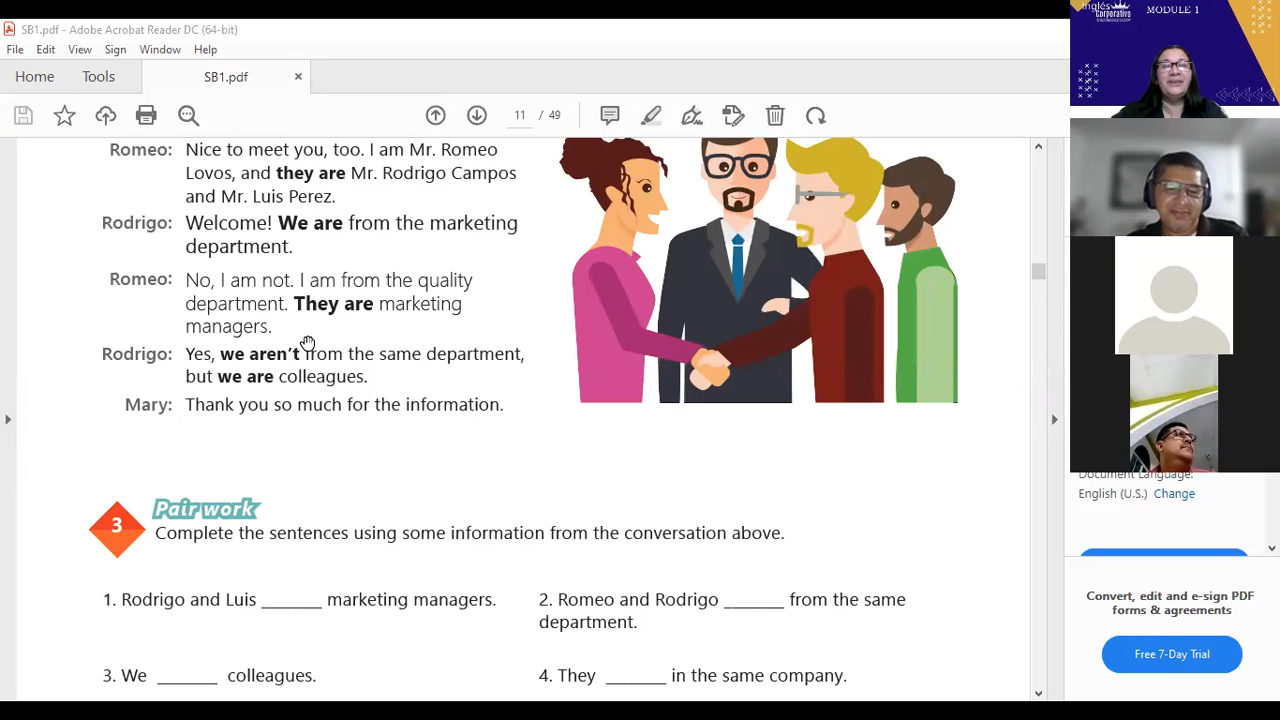 SB1.pdf - Adobe Acrobat Reader DC (64-bit)
File Edit View Sign Window Help
Home Tools SB1.pdf ×
11 / 49
Romeo: Nice to meet you, too. I am Mr. Romeo
Lovos, and they are Mr. Rodrigo Campos
and Mr. Luis Perez.
Rodrigo: Welcome! We are from the marketing
department.
Romeo: No, I am not. I am from the quality
department. They are marketing
managers.
Rodrigo: Yes, we aren't from the same department,
but we are colleagues.
Mary: Thank you so much for the information.
3
Pair work
Complete the sentences using some information from the conversation above.
1. Rodrigo and Luis _______ marketing managers.
2. Romeo and Rodrigo _______ from the same
department.
3. We _______ colleagues.
4. They _______ in the same company.
Inglés
corporativo
MODULE 1
Document Language:
English (U.S.) Change
Convert, edit and e-sign PDF
forms & agreements
Free 7-Day Trial